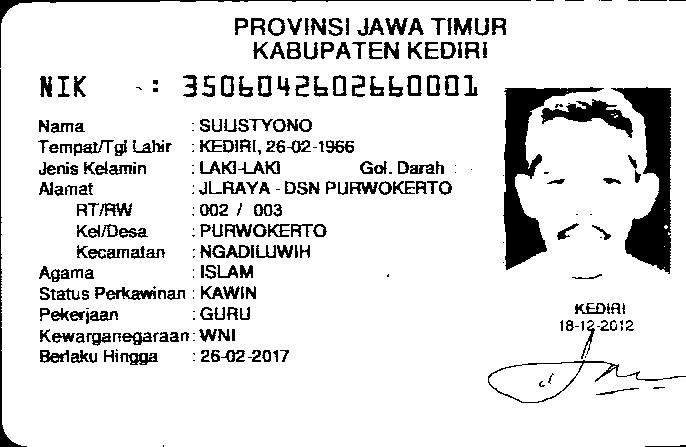 PROVINSI JAWA TIMUR
KABUPATEN KEDIRI
NIK : 3506042602660001
Nama : SULISTYONO
Tempat/Tgl Lahir : KEDIRI, 26-02-1966
Jenis Kelamin : LAKI-LAKI Gol. Darah :
Alamat : JL.RAYA - DSN PURWOKERTO
RT/RW : 002 / 003
Kel/Desa : PURWOKERTO
Kecamatan : NGADILUWIH
Agama : ISLAM
Status Perkawinan : KAWIN
Pekerjaan : GURU
Kewarganegaraan : WNI
Berlaku Hingga : 26-02-2017
KEDIRI
18-12-2012